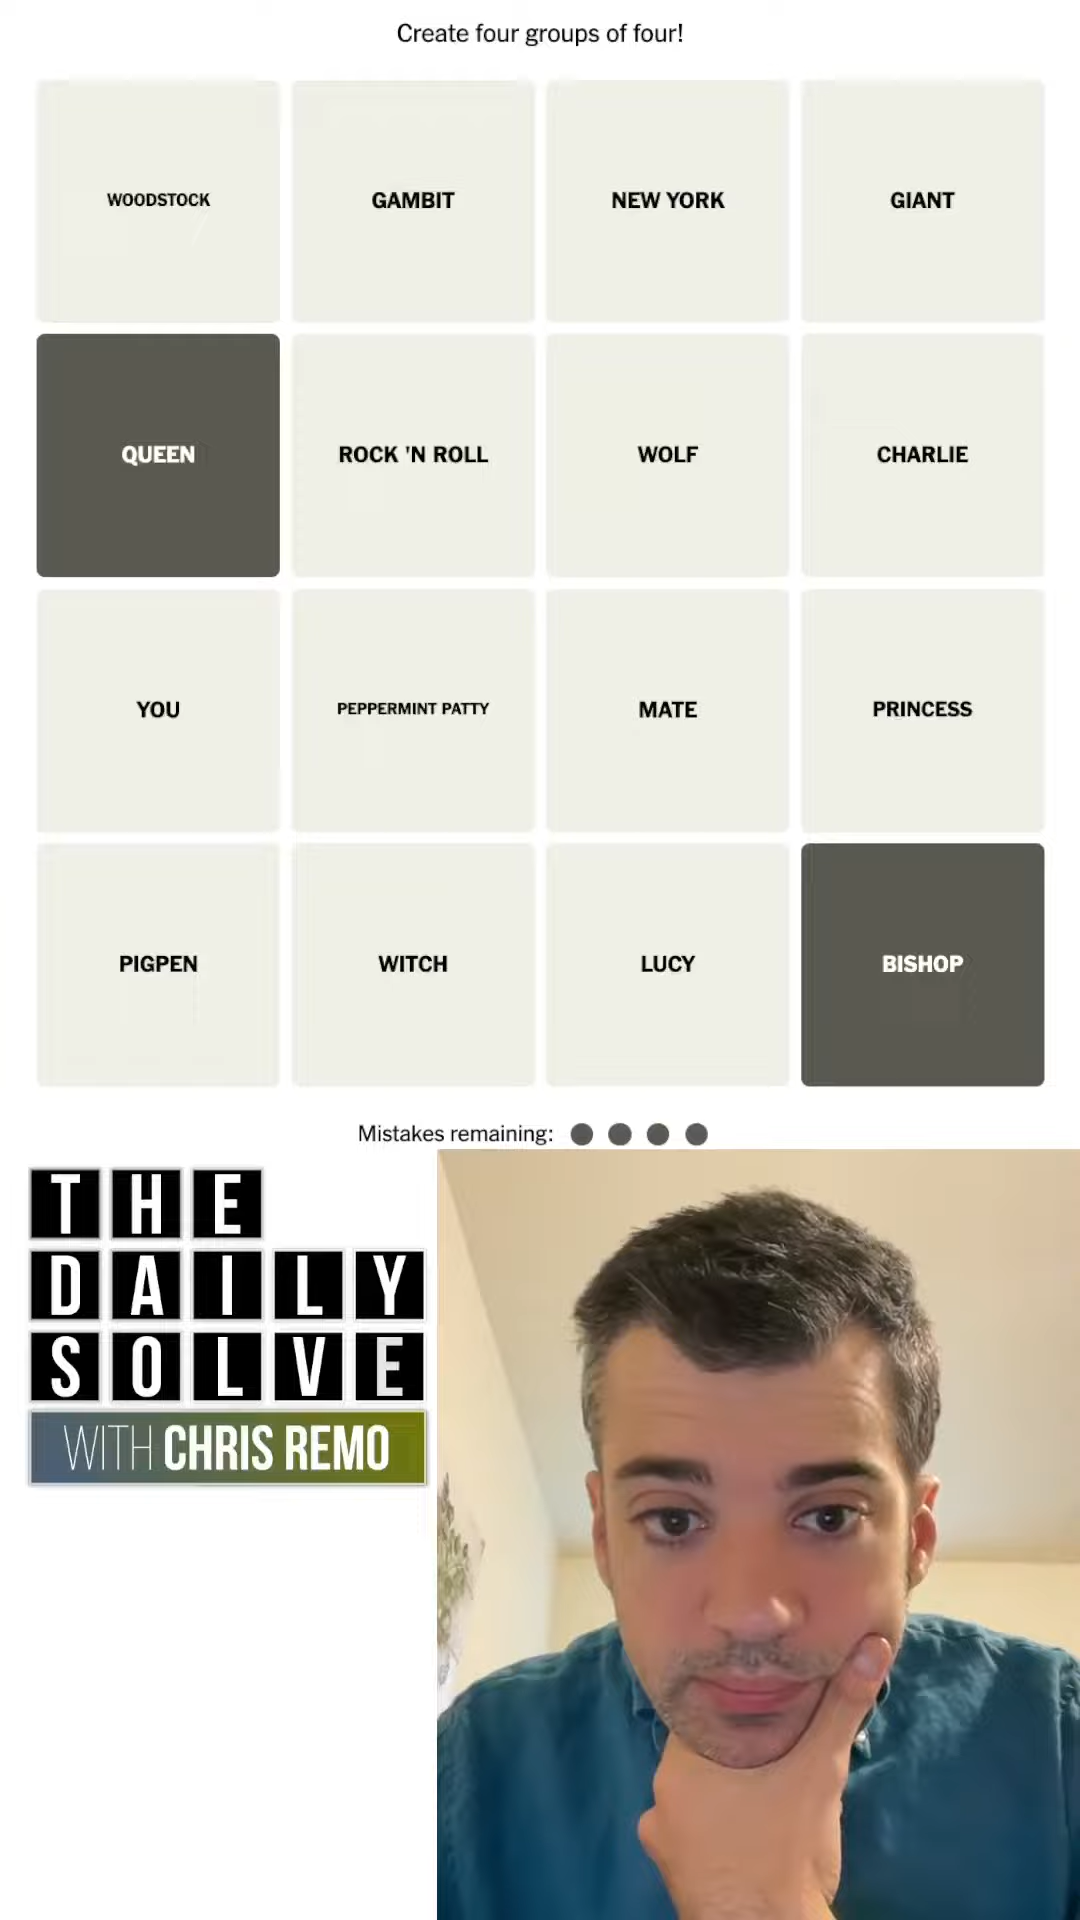 Create four groups of four!
WOODSTOCK
GAMBIT
NEW YORK
GIANT
QUEEN
ROCK 'N ROLL
WOLF
CHARLIE
YOU
PEPPERMINT PATTY
MATE
PRINCESS
PIGPEN
WITCH
LUCY
BISHOP
Mistakes remaining:
THE
DAILY
SOLVE
WITH CHRIS REMO